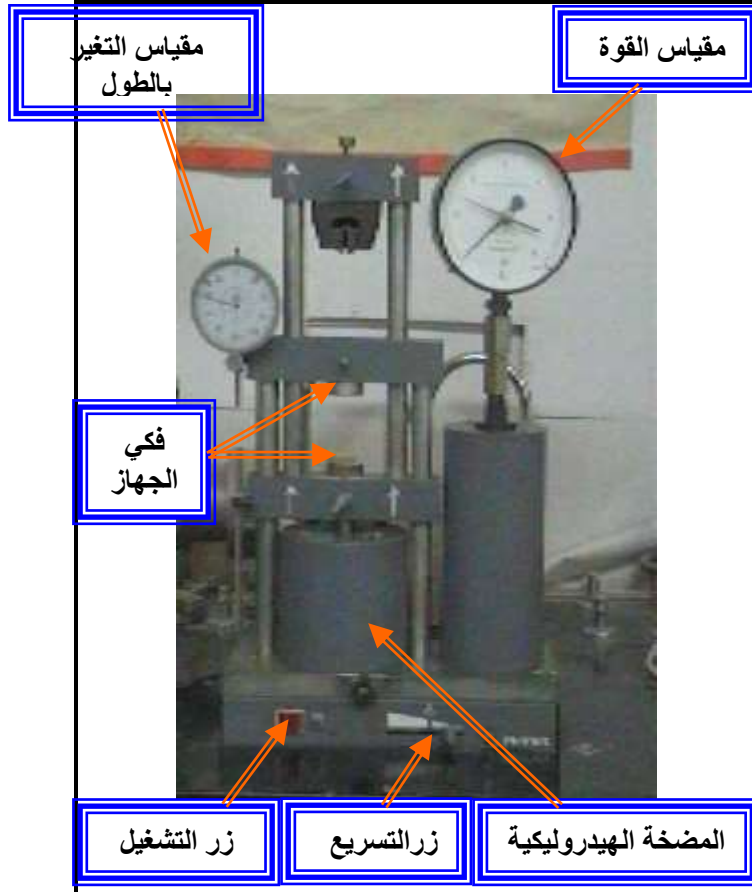 مقياس القوة
مقياس التغير
بالطول
فكي
الجهاز
المضخة الهيدروليكية
زرالتسريع
زر التشغيل